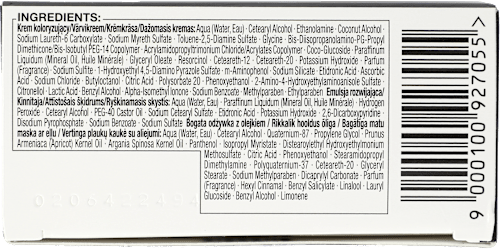 INGREDIENTS:
Krem koloryzujący/Värvikreem/Krēmkrāsa/Dažomasis kremas: Aqua (Water, Eau) · Cetearyl Alcohol · Ethanolamine · Coconut Alcohol ·
Sodium Laureth-6 Carboxylate · Sodium Myreth Sulfate · Toluene-2,5-Diamine Sulfate · Glycine · Bis-Diisopropanolamino-PG-Propyl
Dimethicone/Bis-Isobutyl PEG-14 Copolymer · Acrylamidopropyltrimonium Chloride/Acrylates Copolymer · Coco-Glucoside · Paraffinum
Liquidum (Mineral Oil, Huile Minérale) · Glyceryl Oleate · Resorcinol · Ceteareth-12 · Ceteareth-20 · Potassium Hydroxide · Parfum
(Fragrance) · Sodium Sulfite · 1-Hydroxyethyl 4,5-Diamino Pyrazole Sulfate · m-Aminophenol · Sodium Silicate · Etidronic Acid · Ascorbic
Acid · Sodium Chloride · Butyloctanol · Citric Acid · Polysorbate 20 · Phenoxyethanol · 2-Amino-4-Hydroxyethylaminoanisole Sulfate ·
Citronellol · Lactic Acid · Benzyl Alcohol · Alpha-Isomethyl Ionone · Sodium Benzoate · Methylparaben · Ethylparaben Emulsja rozwijająca/
Kinnitaja/Attīstošais šķidrums/Ryškinamasis skystis: Aqua (Water, Eau) · Paraffinum Liquidum (Mineral Oil, Huile Minérale) · Hydrogen
Peroxide · Cetearyl Alcohol · PEG-40 Castor Oil · Sodium Cetearyl Sulfate · Etidronic Acid · Potassium Hydroxide · 2,6-Dicarboxypyridine ·
Disodium Pyrophosphate · Sodium Benzoate · Sodium Sulfate Bogata odżywka z olejkiem / Rikkalik hooldus õliga / Bagātīga matu
maska ar eļļu / Vertinga plaukų kaukė su aliejumi: Aqua (Water, Eau) · Cetearyl Alcohol · Quaternium-87 · Propylene Glycol · Prunus
Armeniaca (Apricot) Kernel Oil · Argania Spinosa Kernel Oil · Panthenol · Isopropyl Myristate · Distearoylethyl Hydroxyethylmonium
Methosulfate · Citric Acid · Phenoxyethanol · Stearamidopropyl
Dimethylamine · Polyquaternium-37 · Ceteareth-20 · Glyceryl
Stearate · Sodium Methylparaben · Dicaprylyl Carbonate · Parfum
(Fragrance) · Hexyl Cinnamal · Benzyl Salicylate · Linalool · Lauryl
Glucoside · Benzyl Alcohol · Limonene
9 000100 927055 >